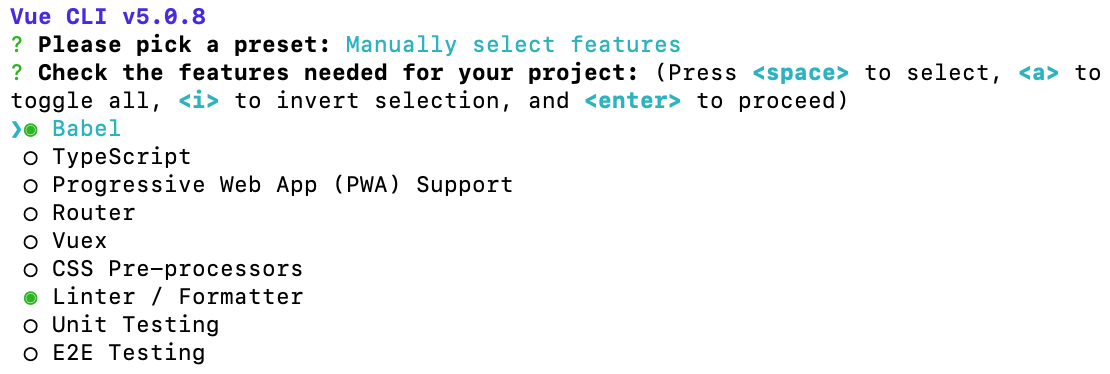 Vue CLI v5.0.8
? Please pick a preset: Manually select features
? Check the features needed for your project: (Press <space> to select, <a> to
toggle all, <i> to invert selection, and <enter> to proceed)
❯◉ Babel
◯ TypeScript
◯ Progressive Web App (PWA) Support
◯ Router
◯ Vuex
◯ CSS Pre-processors
◉ Linter / Formatter
◯ Unit Testing
◯ E2E Testing